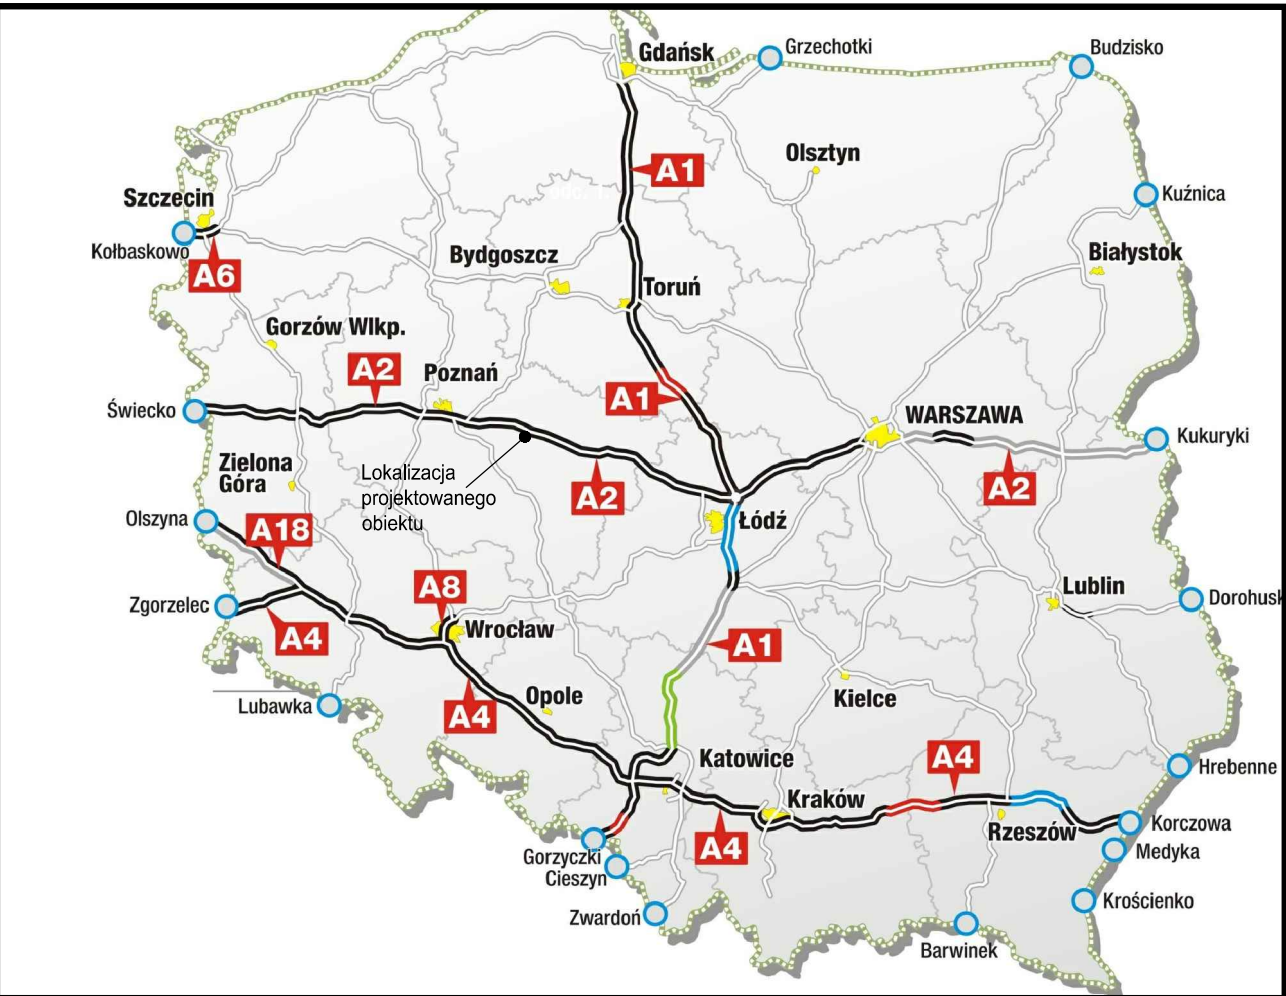 Gdańsk
Grzechotki
Budzisko
Olsztyn
A1
Szczecin
Kuźnica
Kołbaskowo
Bydgoszcz
Białystok
A6
Toruń
Gorzów Wlkp.
A2
Poznań
A1
Świecko
WARSZAWA
Kukuryki
Zielona
Góra
Lokalizacja
projektowanego
obiektu
A2
A2
Olszyna
A18
Łódź
A8
Lublin
Zgorzelec
Dorohusk
A4
Wrocław
A1
Lubawka
A4
Opole
Kielce
Katowice
A4
Hrebenne
Kraków
Rzeszów
Korczowa
A4
Medyka
Gorzyczki
Cieszyn
Krościenko
Zwardoń
Barwinek